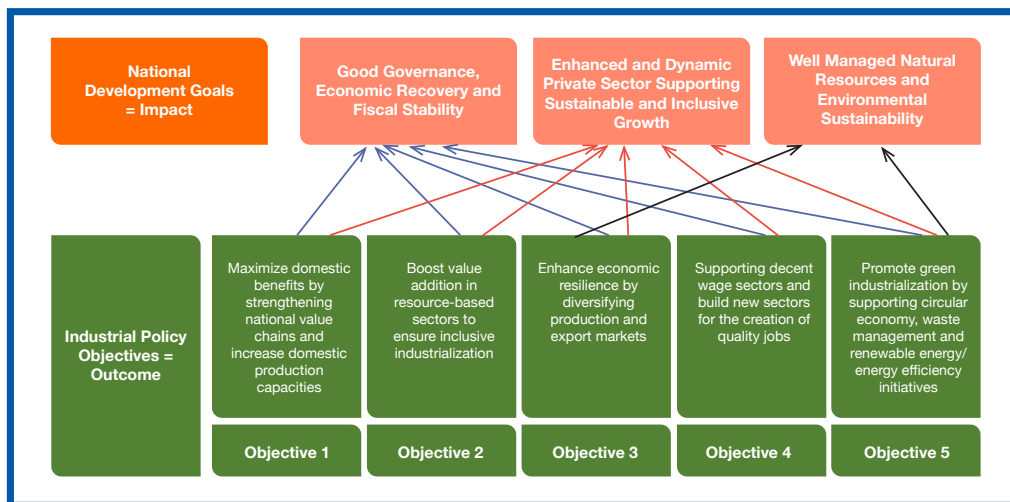 National
Development Goals
= Impact
Good Governance,
Economic Recovery and
Fiscal Stability
Enhanced and Dynamic
Private Sector Supporting
Sustainable and Inclusive
Growth
Well Managed Natural
Resources and
Environmental
Sustainability
Industrial Policy
Objectives =
Outcome
Maximize domestic
benefits by
strengthening
national value
chains and
increase domestic
production
capacities
Boost value
addition in
resource-based
sectors to
ensure inclusive
industrialization
Enhance economic
resilience by
diversifying
production and
export markets
Supporting decent
wage sectors and
build new sectors
for the creation of
quality jobs
Promote green
industrialization by
supporting circular
economy, waste
management and
renewable energy/
energy efficiency
initiatives
Objective 1
Objective 2
Objective 3
Objective 4
Objective 5